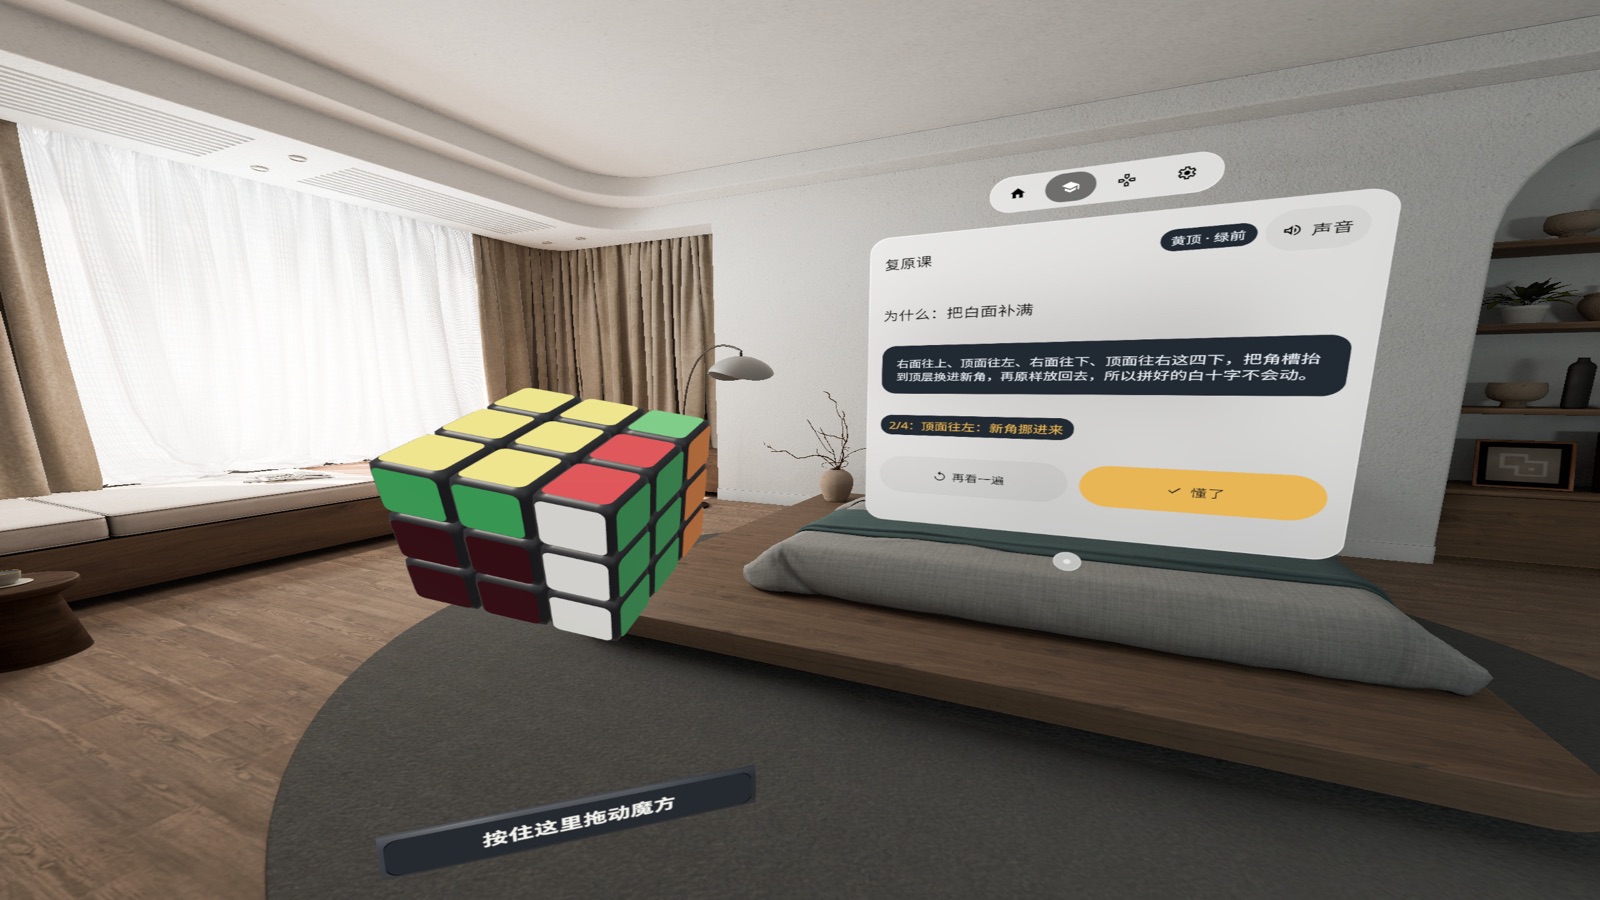 黄顶·绿前
声音
复原课
为什么：把白面补满
右面往上、顶面往左、右面往下、顶面往右这四下，把角槽抬
到顶层换进新角，再原样放回去，所以拼好的白十字不会动。
2/4：顶面往左：新角挪进来
再看一遍
懂了
按住这里拖动魔方